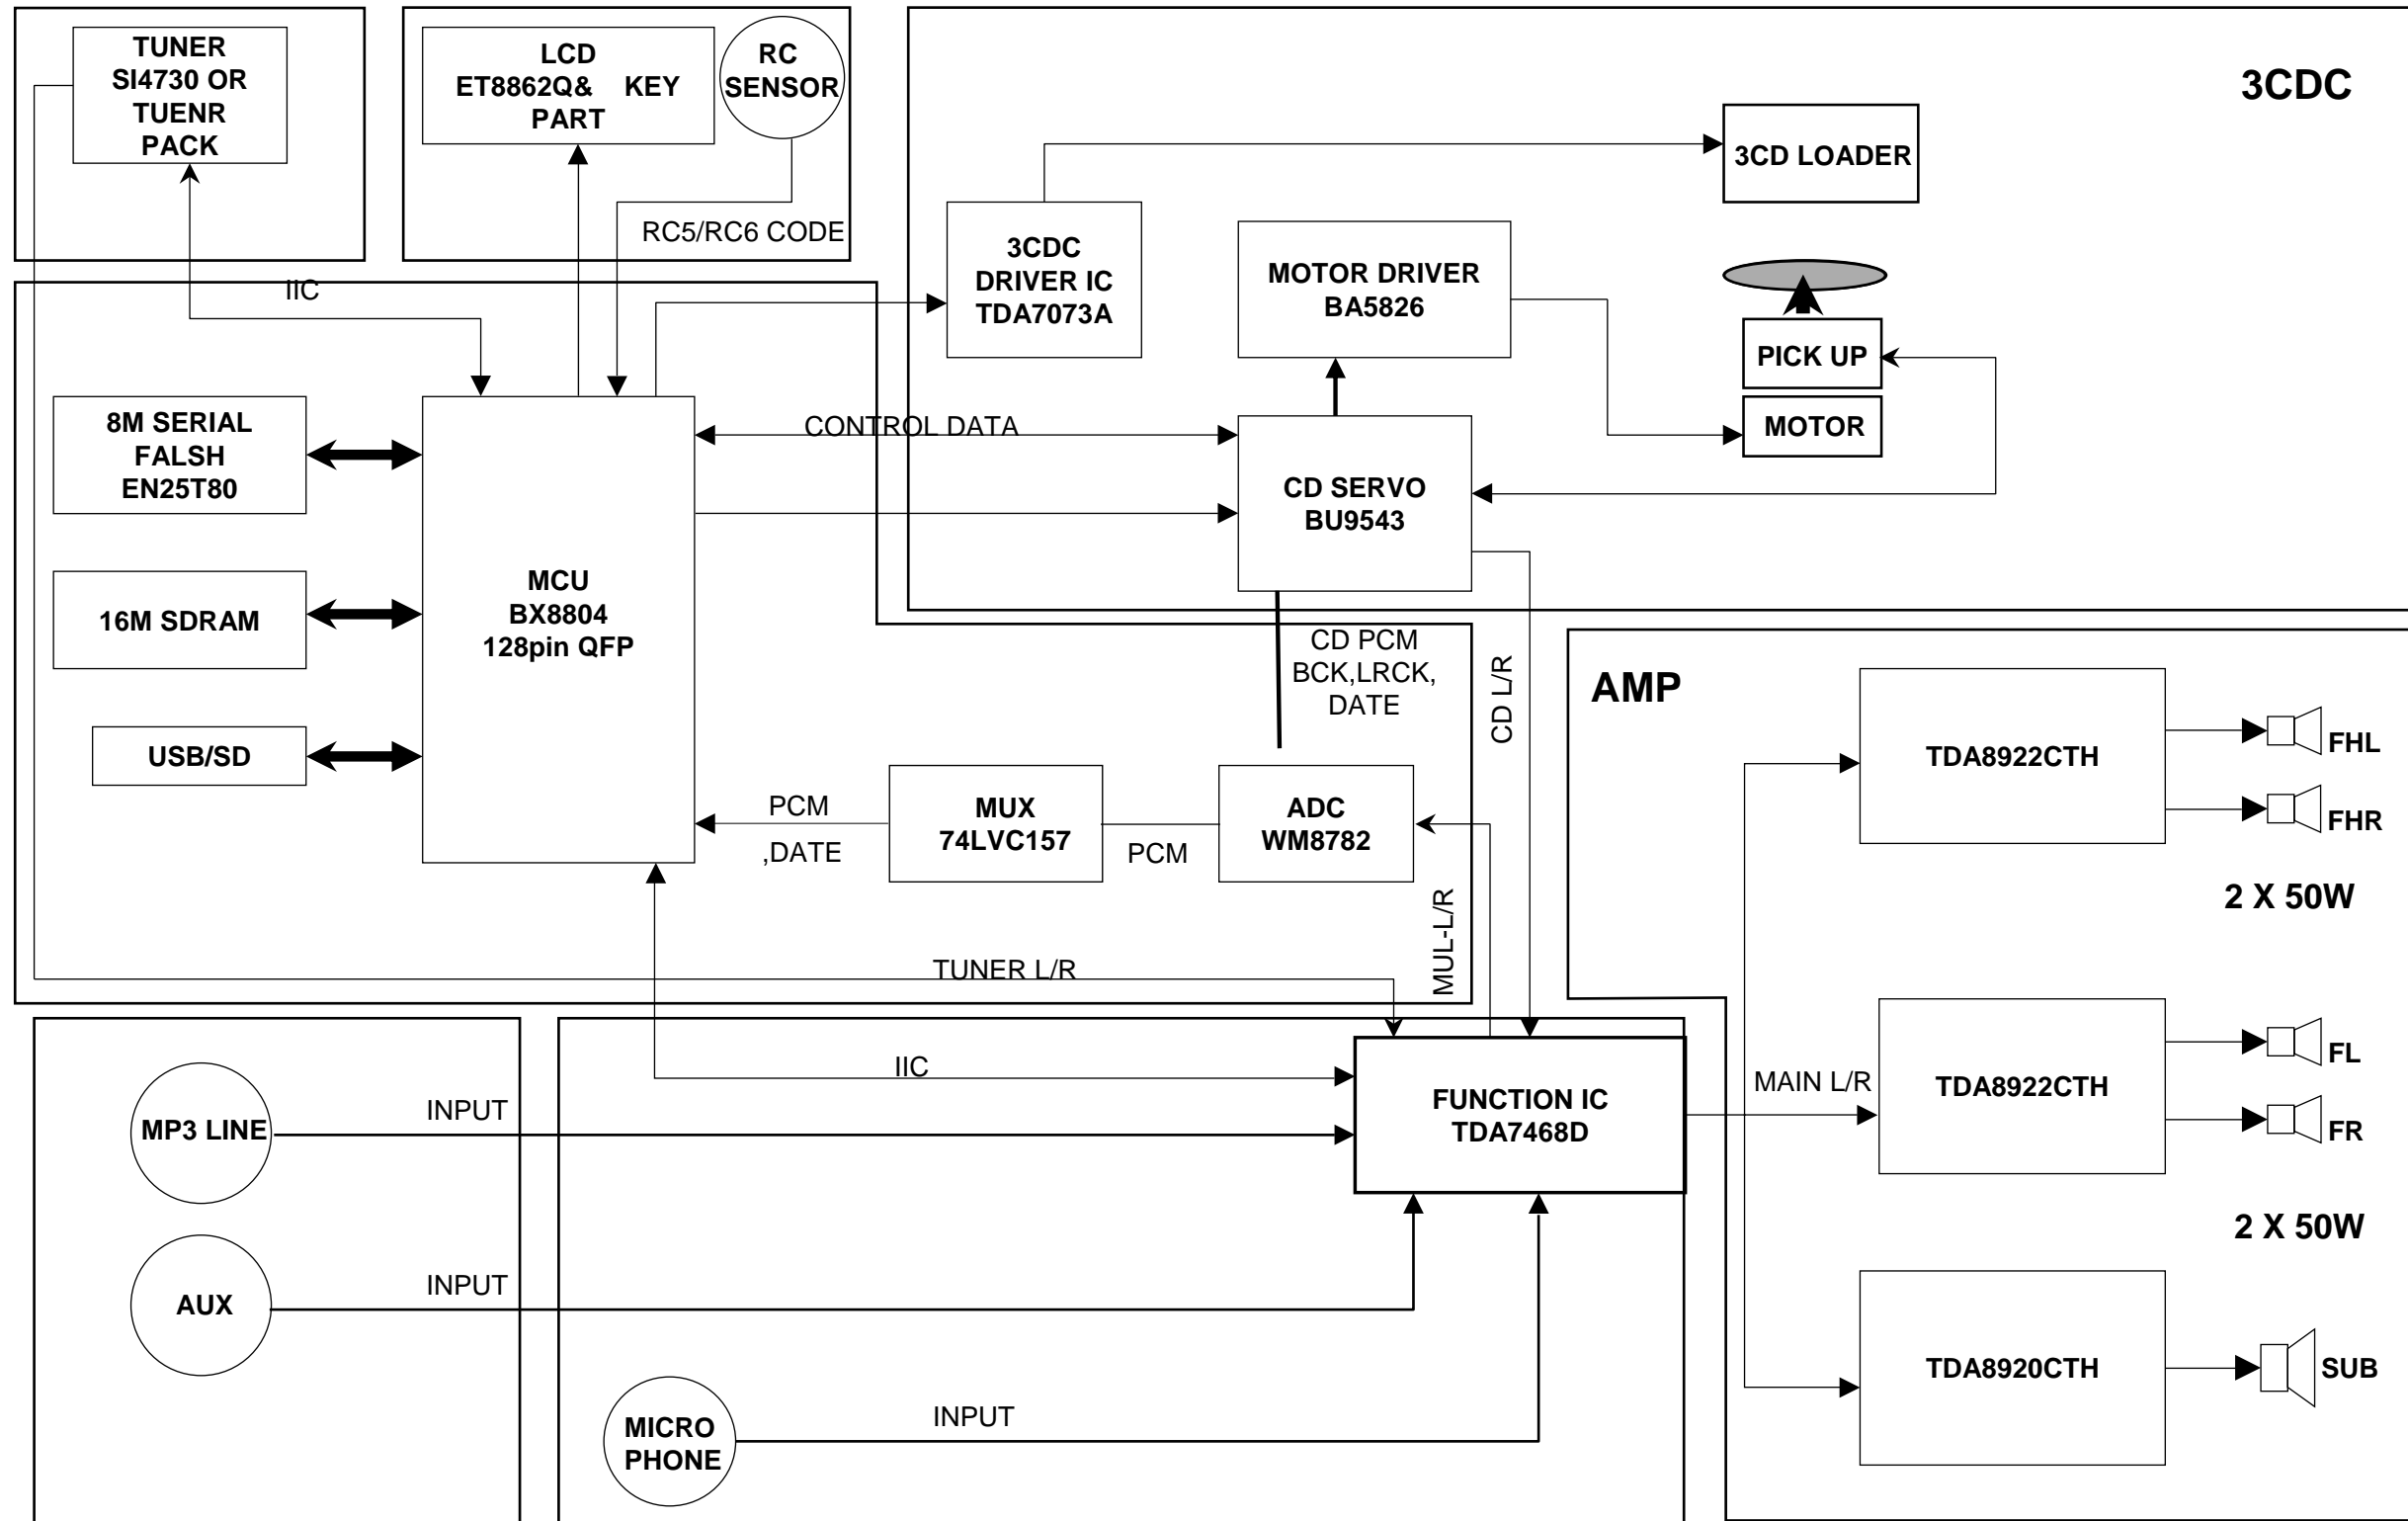 TUNER
SI4730 OR
TUENR
PACK
LCD
ET8862Q& KEY
PART
RC
SENSOR
3CDC
3CD LOADER
RC5/RC6 CODE
3CDC
DRIVER IC
TDA7073A
MOTOR DRIVER
BA5826
IIC
PICK UP
MOTOR
8M SERIAL
FALSH
EN25T80
CONTROL DATA
CD SERVO
BU9543
MCU
BX8804
128pin QFP
16M SDRAM
CD PCM
BCK,LRCK,
DATE
CD L/R
AMP
USB/SD
TDA8922CTH
FHL
FHR
PCM
,DATE
MUX
74LVC157
PCM
ADC
WM8782
2 X 50W
MUL-L/R
TUNER L/R
IIC
MP3 LINE
INPUT
FUNCTION IC
TDA7468D
MAIN L/R
TDA8922CTH
FL
FR
2 X 50W
AUX
INPUT
TDA8920CTH
SUB
MICRO
PHONE
INPUT